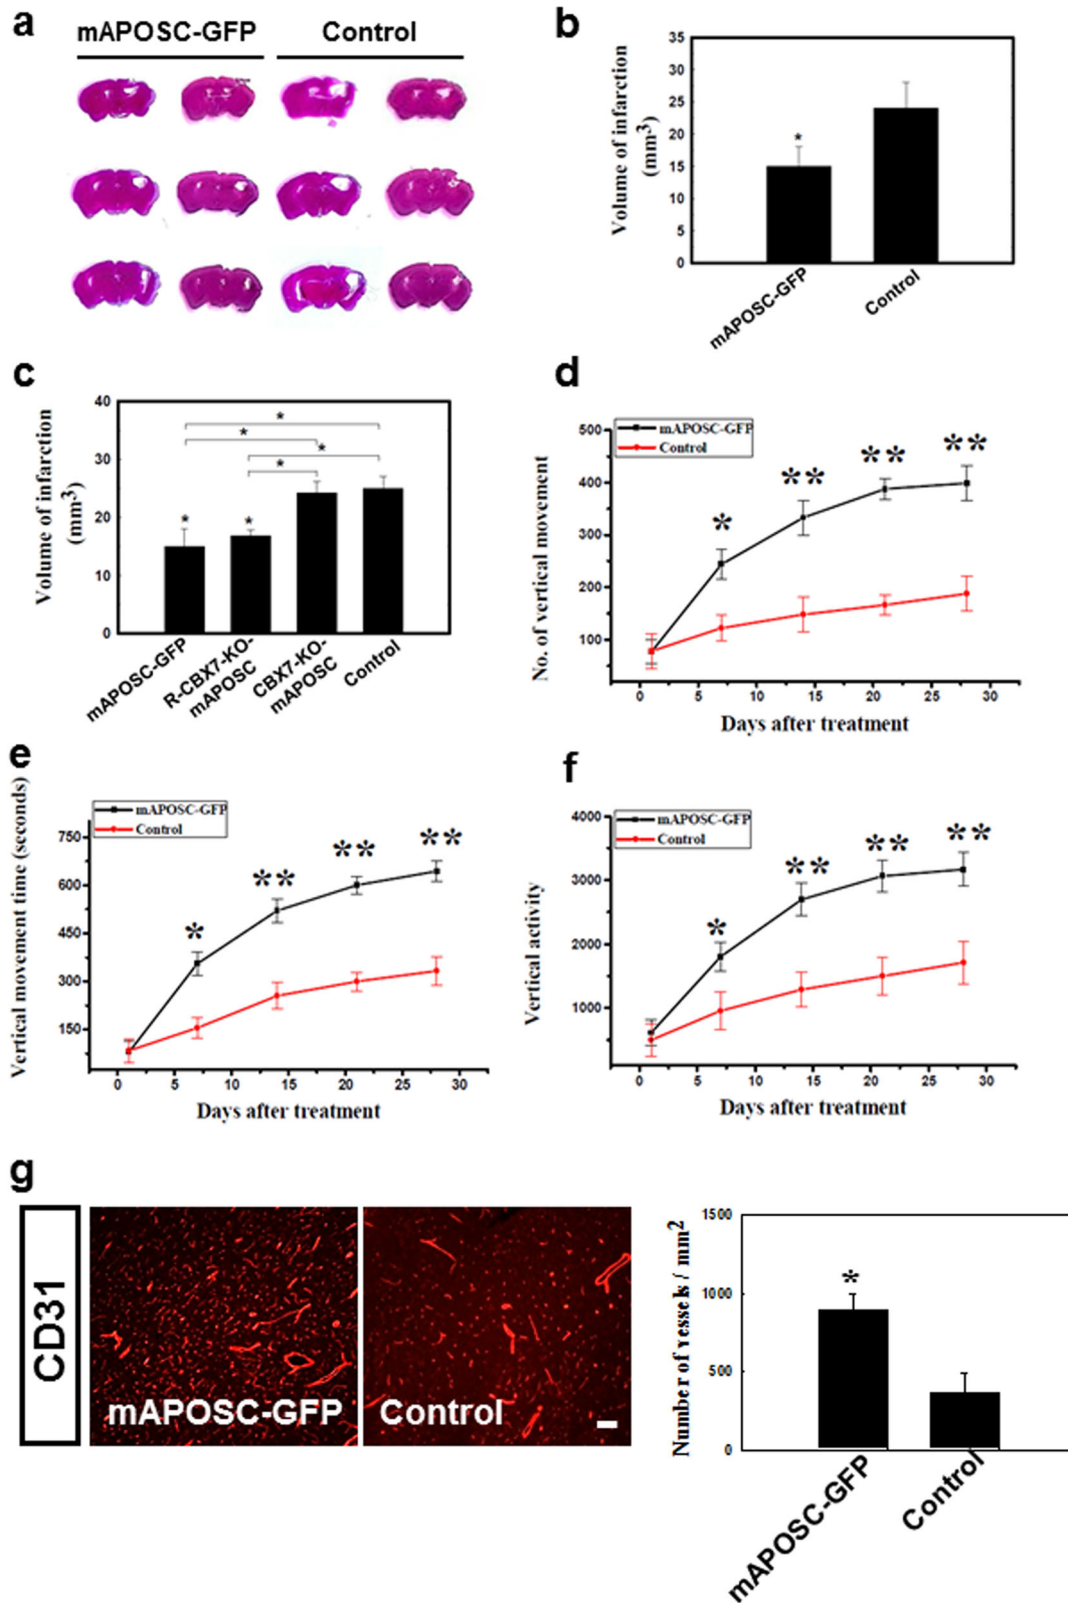 a
mAPOSC-GFP
Control
b
Volume of infarction
(mm-3)
35
30
25
20
15
10
5
0
*
mAPOSC-GFP
Control
c
Volume of infarction
(mm-3)
40
30
20
10
0
*
*
*
*
*
*
mAPOSC-GFP
R-CBX7-KO-
mAPOSC
CBX7-KO-
mAPOSC
Control
d
mAPOSC-GFP
Control
No. of vertical movement
500
400
300
200
100
*
**
**
**
0 5 10 15 20 25 30
Days after treatment
e
mAPOSC-GFP
Control
Vertical movement time (seconds)
750
600
450
300
150
*
**
**
**
0 5 10 15 20 25 30
Days after treatment
f
mAPOSC-GFP
Control
Vertical activity
4000
3000
2000
1000
*
**
**
**
0 5 10 15 20 25 30
Days after treatment
g
CD31
mAPOSC-GFP
Control
Number of vessels / mm2
1500
1000
500
0
*
mAPOSC-GFP
Control